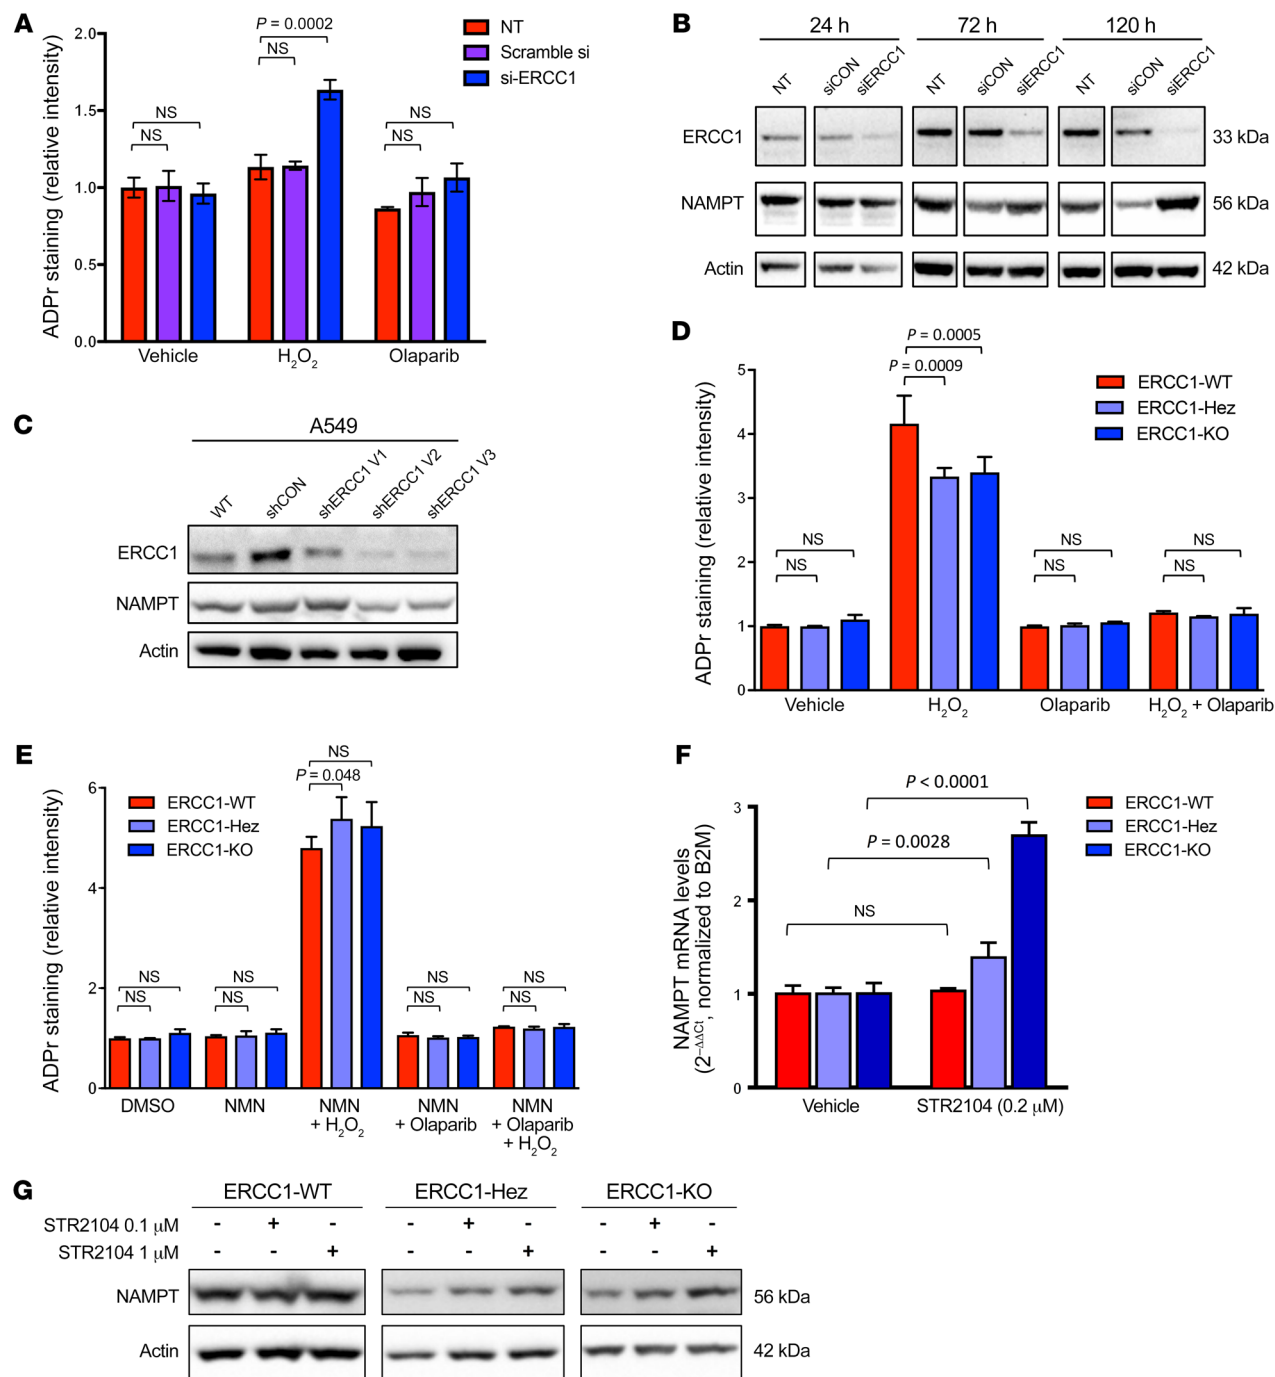 A
ADPr staining (relative intensity)
2.0
1.5
1.0
0.5
0.0
P = 0.0002
NS
NS
NS
NS
NS
NT
Scramble si
si-ERCC1
Vehicle
H2O2
Olaparib
B
24 h
72 h
120 h
NT
siCON
siERCC1
NT
siCON
siERCC1
NT
siCON
siERCC1
ERCC1
33 kDa
NAMPT
56 kDa
Actin
42 kDa
C
A549
WT
shCON
shERCC1 V1
shERCC1 V2
shERCC1 V3
ERCC1
NAMPT
Actin
D
ADPr staining (relative intensity)
5
4
3
2
1
0
P = 0.0005
P = 0.0009
NS
NS
NS
NS
NS
NS
ERCC1-WT
ERCC1-Hez
ERCC1-KO
Vehicle
H2O2
Olaparib
H2O2 + Olaparib
E
ADPr staining (relative intensity)
6
4
2
0
ERCC1-WT
ERCC1-Hez
ERCC1-KO
NS
P = 0.048
NS
NS
NS
NS
NS
NS
NS
NS
DMSO
NMN
NMN
+ H2O2
NMN
+ Olaparib
NMN
+ Olaparib
+ H2O2
F
NAMPT mRNA levels
(2−ΔΔCt, normalized to B2M)
3
2
1
0
P < 0.0001
P = 0.0028
NS
ERCC1-WT
ERCC1-Hez
ERCC1-KO
Vehicle
STR2104 (0.2 µM)
G
ERCC1-WT
ERCC1-Hez
ERCC1-KO
STR2104 0.1 µM - + - - + - - + -
STR2104 1 µM - - + - - + - - +
NAMPT
56 kDa
Actin
42 kDa